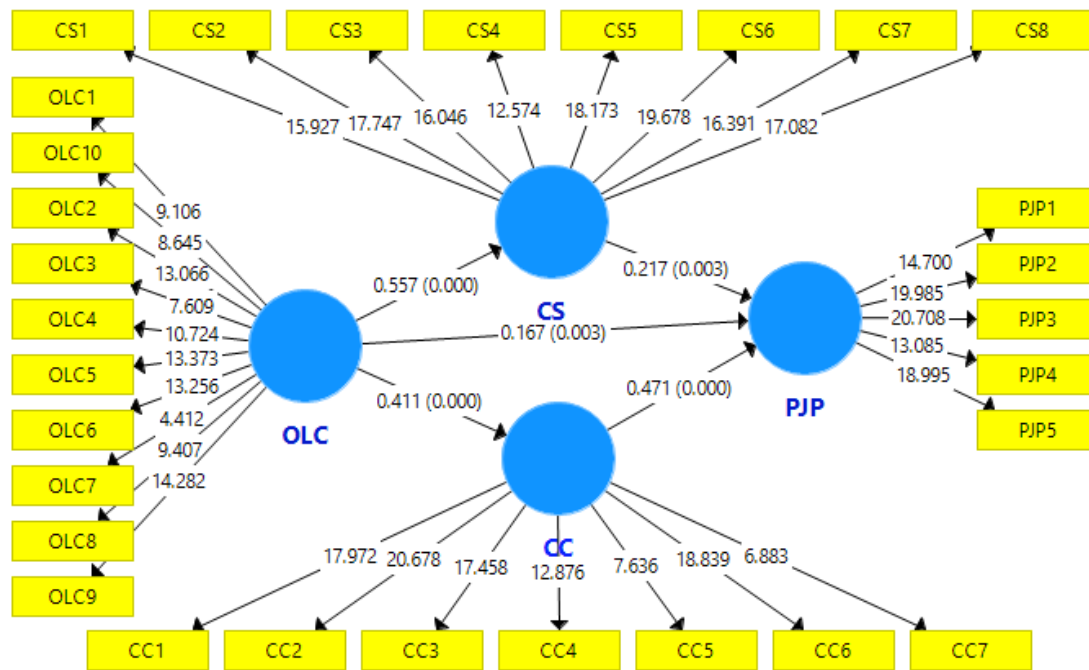 CS1 CS2 CS3 CS4 CS5 CS6 CS7 CS8
15.927 17.747 16.046 12.574 18.173 19.678 16.391 17.082
OLC1
OLC10
OLC2
OLC3
OLC4
OLC5
OLC6
OLC7
OLC8
OLC9
9.106
8.645
13.066
7.609
10.724
13.373
13.256
4.412
9.407
14.282
OLC
0.557 (0.000)
CS
0.217 (0.003)
0.167 (0.003)
0.411 (0.000)
0.471 (0.000)
PJP
14.700
19.985
20.708
13.085
18.995
PJP1
PJP2
PJP3
PJP4
PJP5
CC
17.972 20.678 17.458 12.876 7.636 18.839 6.883
CC1 CC2 CC3 CC4 CC5 CC6 CC7